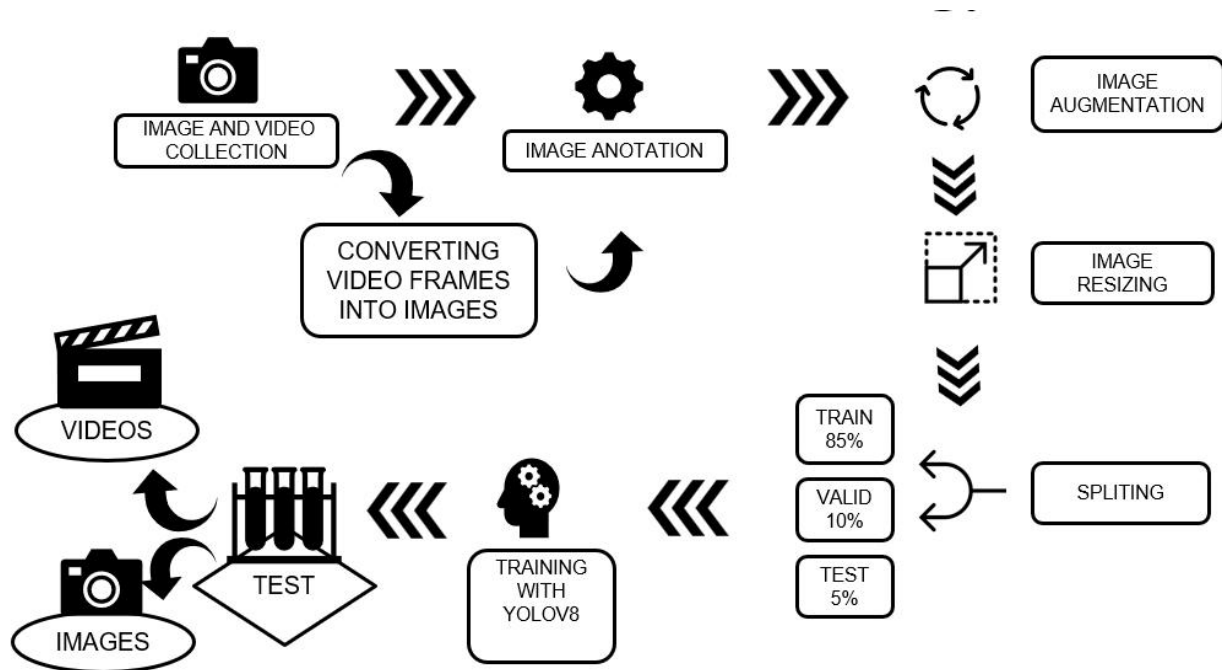 IMAGE AND VIDEO
COLLECTION
IMAGE ANOTATION
IMAGE
AUGMENTATION
CONVERTING
VIDEO FRAMES
INTO IMAGES
IMAGE
RESIZING
VIDEOS
TRAIN
85%
VALID
10%
TEST
5%
SPLITING
TRAINING
WITH
YOLOV8
TEST
IMAGES